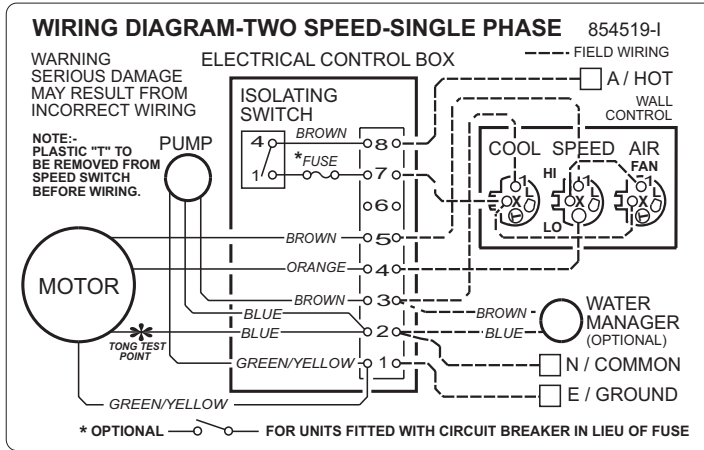 WIRING DIAGRAM-TWO SPEED-SINGLE PHASE 854519-I
WARNING
SERIOUS DAMAGE
MAY RESULT FROM
INCORRECT WIRING
ELECTRICAL CONTROL BOX
FIELD WIRING
A / HOT
WALL
CONTROL
NOTE:-
PLASTIC "T" TO
BE REMOVED FROM
SPEED SWITCH
BEFORE WIRING.
PUMP
ISOLATING
SWITCH
4
1
BROWN
*FUSE
8
7
6
5
4
3
2
1
COOL SPEED AIR
FAN
HI
LO
L
X
L
X
L
X
MOTOR
BROWN
ORANGE
BROWN
BLUE
BLUE
TONG TEST
POINT
GREEN/YELLOW
GREEN/YELLOW
BROWN
BLUE
WATER
MANAGER
(OPTIONAL)
N / COMMON
E / GROUND
* OPTIONAL FOR UNITS FITTED WITH CIRCUIT BREAKER IN LIEU OF FUSE